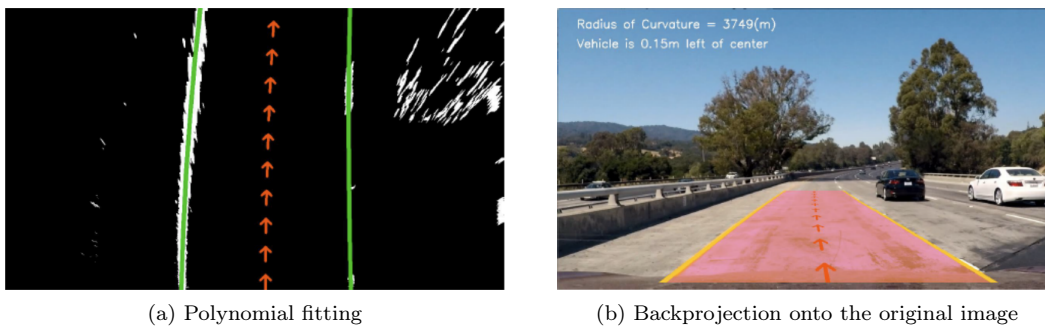 Radius of Curvature = 3749(m)
Vehicle is 0.15m left of center
(a) Polynomial fitting
(b) Backprojection onto the original image